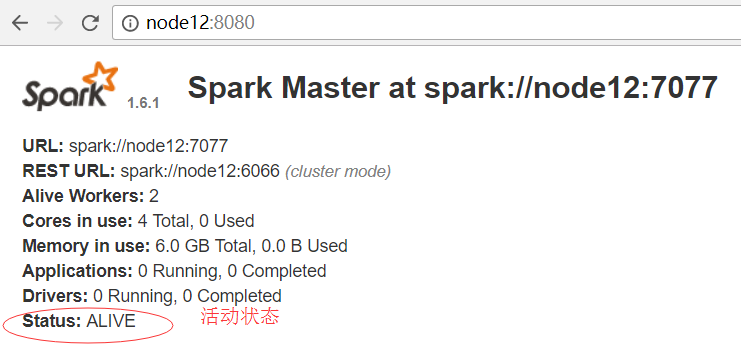 node12:8080
Spark 1.6.1 Spark Master at spark://node12:7077
URL: spark://node12:7077
REST URL: spark://node12:6066 (cluster mode)
Alive Workers: 2
Cores in use: 4 Total, 0 Used
Memory in use: 6.0 GB Total, 0.0 B Used
Applications: 0 Running, 0 Completed
Drivers: 0 Running, 0 Completed
Status: ALIVE 活动状态